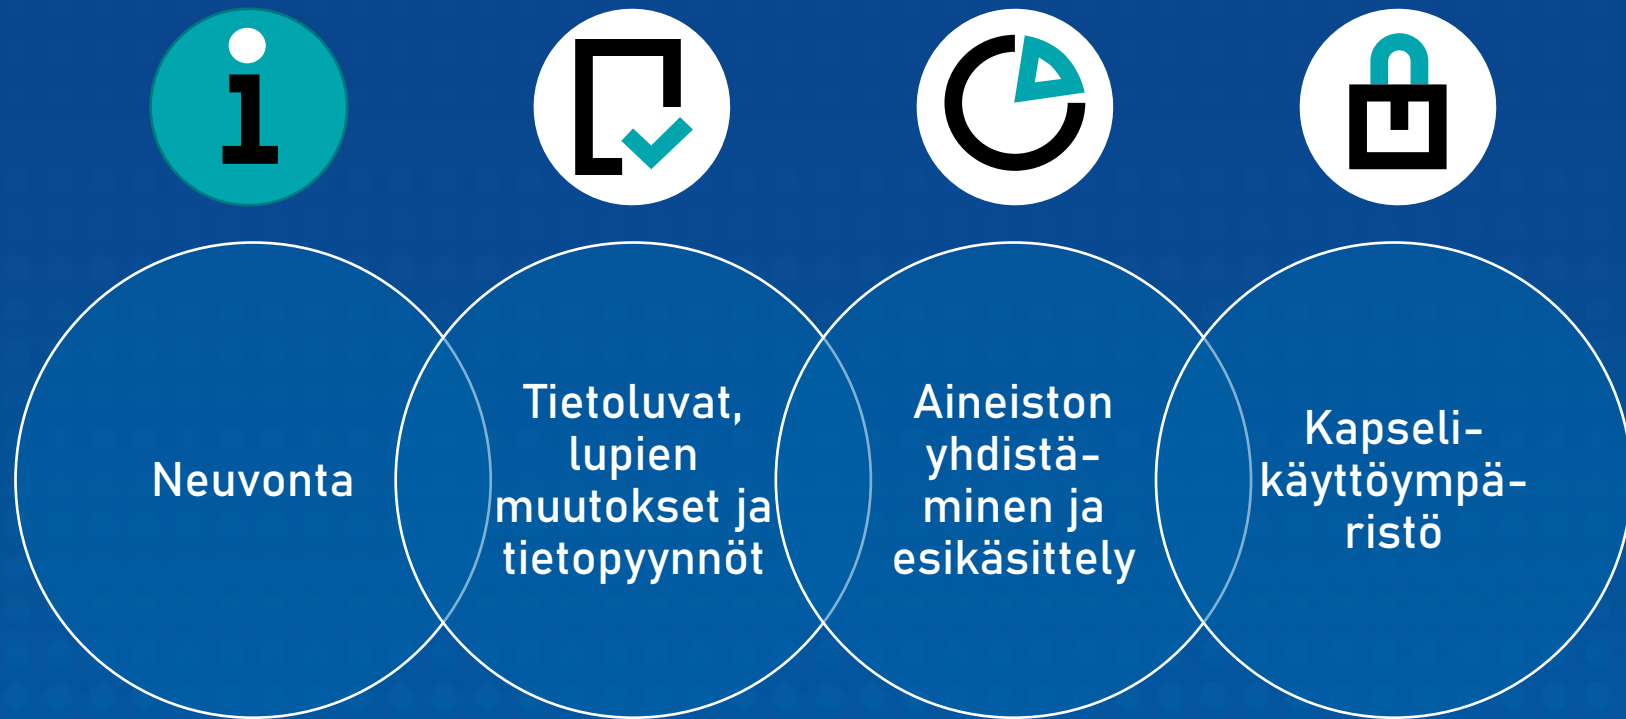 Neuvonta
Tietoluvat,
lupien
muutokset ja
tietopyynnöt
Aineiston
yhdistä-
minen ja
esikäsittely
Kapseli-
käyttöympä-
ristö